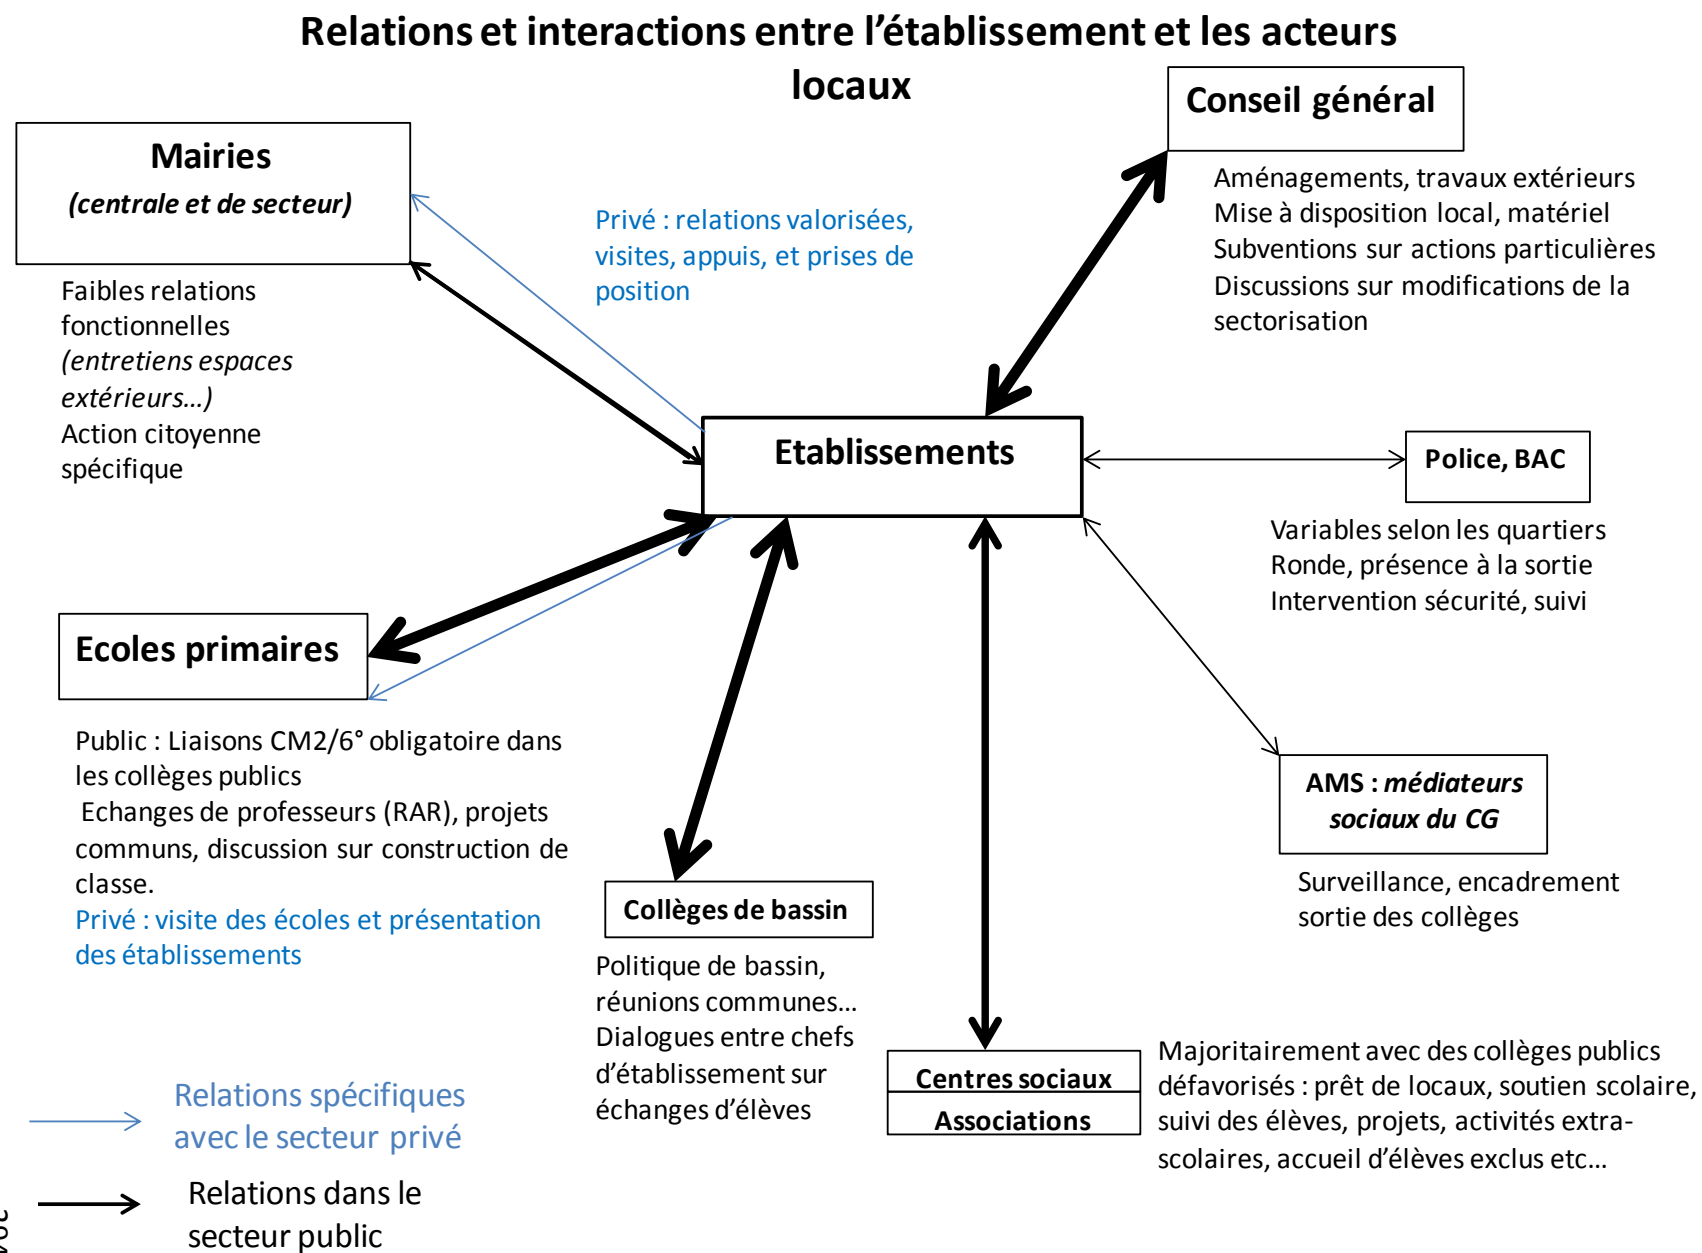 Relations et interactions entre l’établissement et les acteurs
locaux
Conseil général
Mairies
(centrale et de secteur)
Aménagements, travaux extérieurs
Mise à disposition local, matériel
Subventions sur actions particulières
Discussions sur modifications de la
sectorisation
Privé : relations valorisées,
visites, appuis, et prises de
position
Faibles relations
fonctionnelles
(entretiens espaces
extérieurs…)
Action citoyenne
spécifique
Etablissements
Police, BAC
Variables selon les quartiers
Ronde, présence à la sortie
Intervention sécurité, suivi
Ecoles primaires
Public : Liaisons CM2/6° obligatoire dans
les collèges publics
Echanges de professeurs (RAR), projets
communs, discussion sur construction de
classe.
Privé : visite des écoles et présentation
des établissements
AMS : médiateurs
sociaux du CG
Surveillance, encadrement
sortie des collèges
Collèges de bassin
Politique de bassin,
réunions communes…
Dialogues entre chefs
d’établissement sur
échanges d’élèves
Centres sociaux
Associations
Majoritairement avec des collèges publics
défavorisés : prêt de locaux, soutien scolaire,
suivi des élèves, projets, activités extra-
scolaires, accueil d’élèves exclus etc…
Relations spécifiques
avec le secteur privé
Relations dans le
secteur public